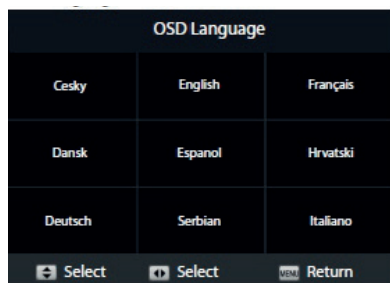 OSD Language
Cesky English Français
Dansk Espanol Hrvatski
Deutsch Serbian Italiano
Select Select MENU Return